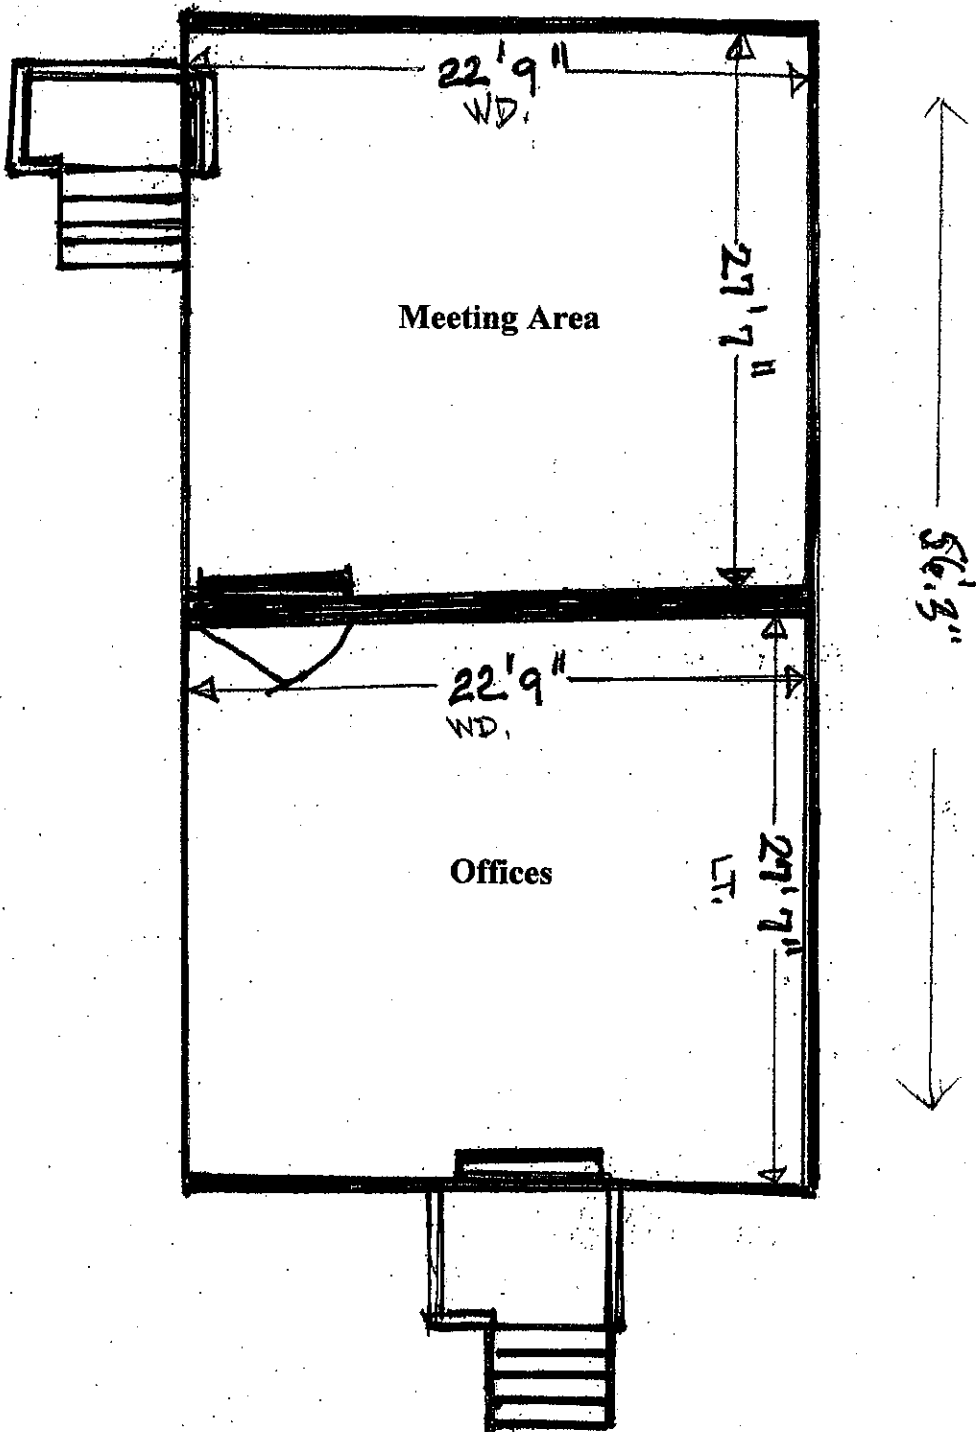 22'9"
WD.
27'7"
Meeting Area
56'.3"
22'9"
WD.
Offices
27'7"
LT.